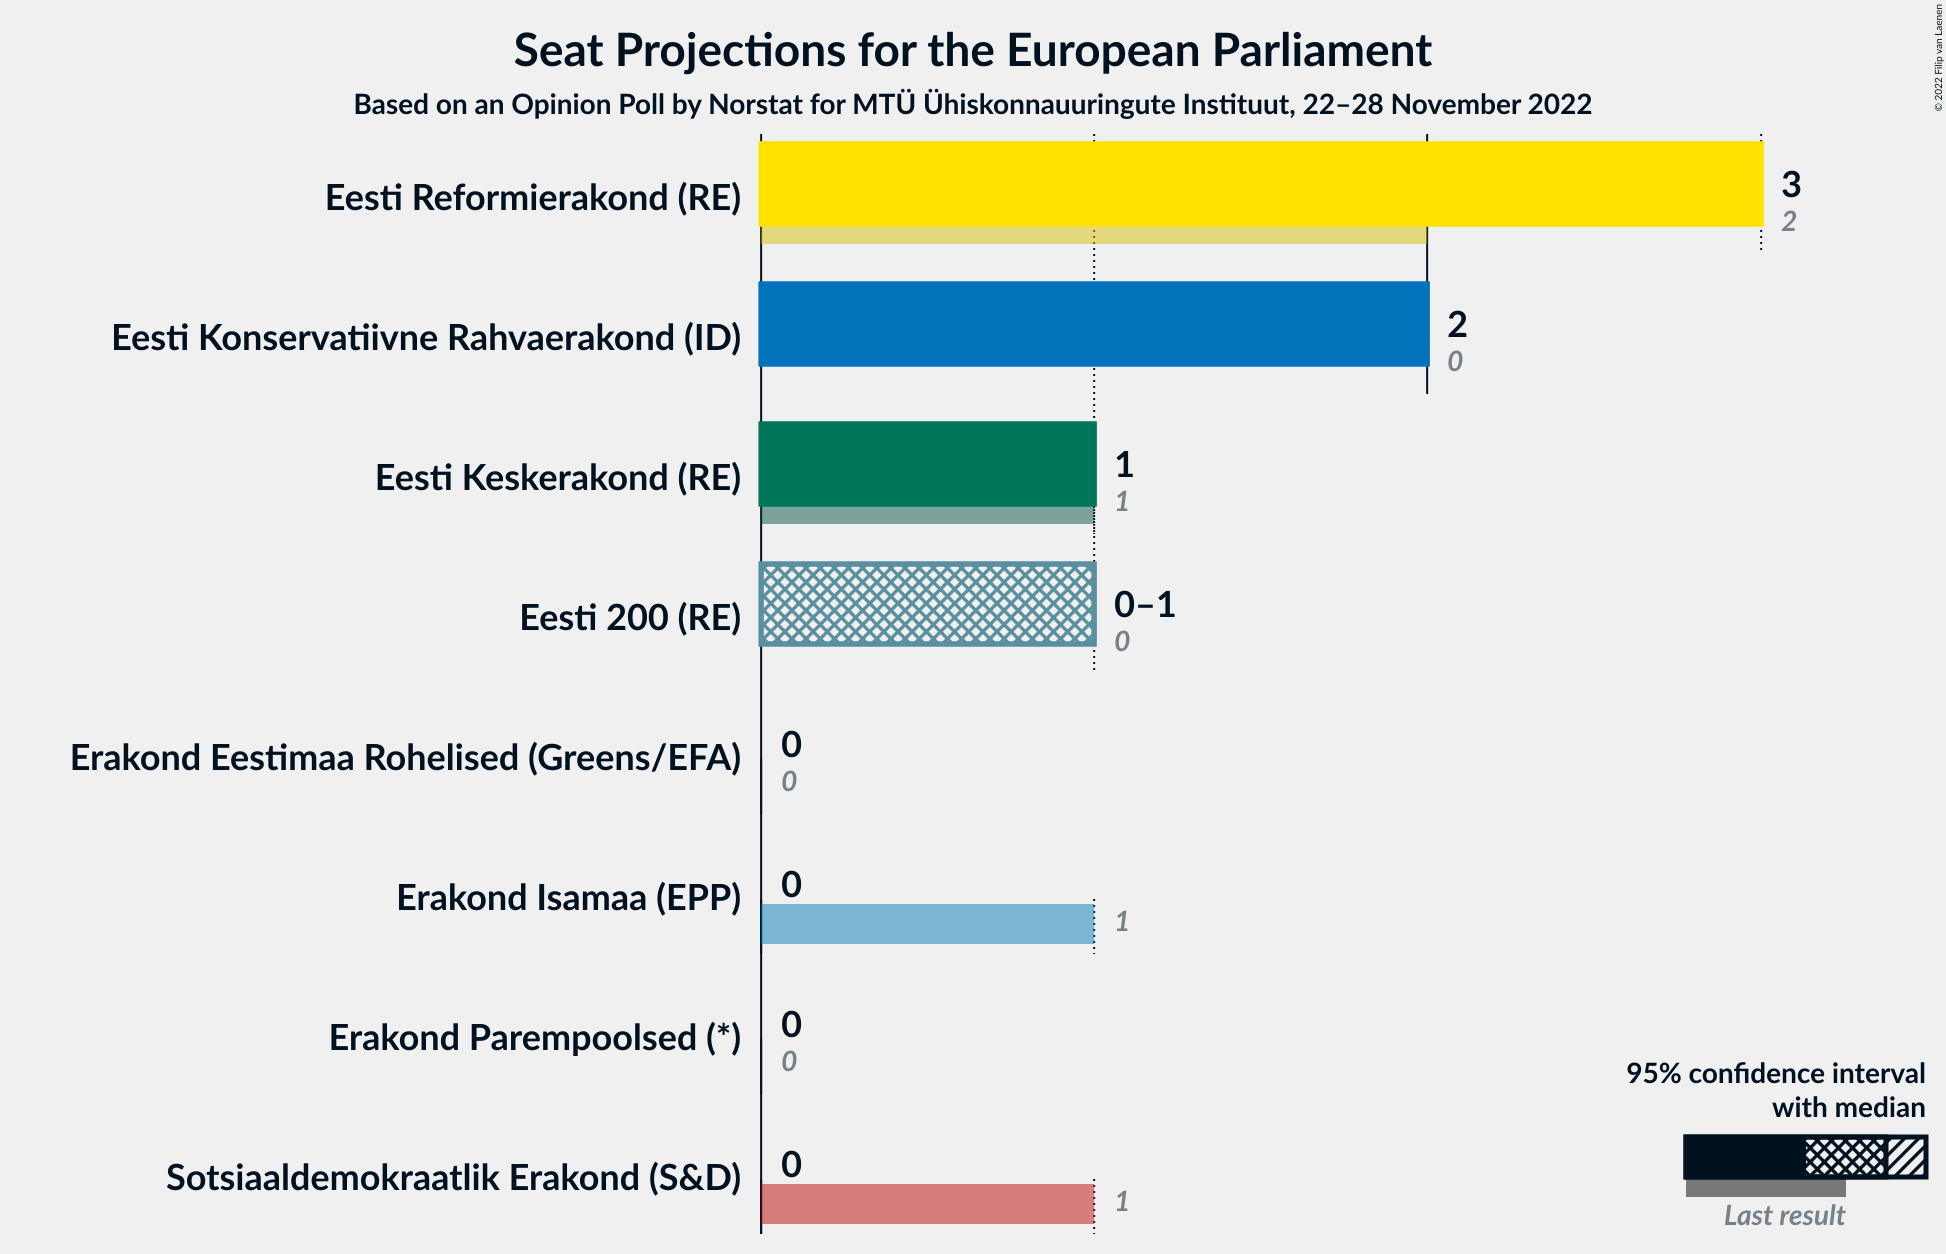 Seat Projections for the European Parliament
Based on an Opinion Poll by Norstat for MTÜ Ühiskonnauuringute Instituut, 22–28 November 2022
© 2022 Filip van Laenen
Eesti Reformierakond (RE)
3
2
Eesti Konservatiivne Rahvaerakond (ID)
2
0
Eesti Keskerakond (RE)
1
1
Eesti 200 (RE)
0–1
0
Erakond Eestimaa Rohelised (Greens/EFA)
0
0
Erakond Isamaa (EPP)
0
1
Erakond Parempoolsed (*)
0
0
Sotsiaaldemokraatlik Erakond (S&D)
0
1
95% confidence interval
with median
Last result